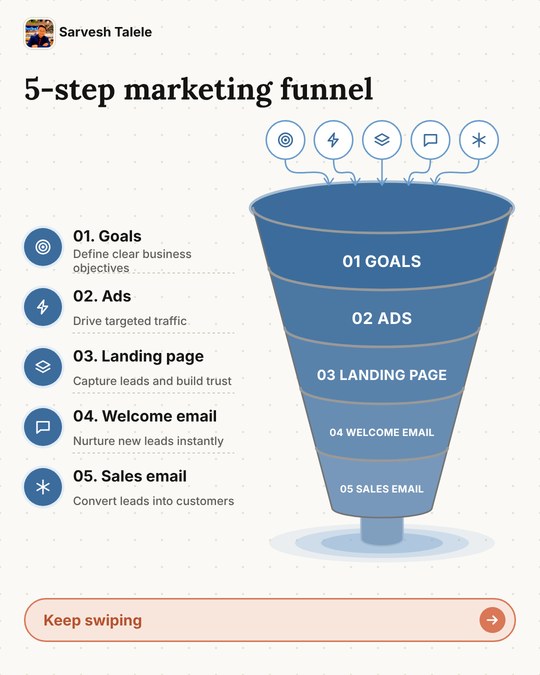 Sarvesh Talele
5-step marketing funnel
01. Goals
Define clear business
objectives
02. Ads
Drive targeted traffic
03. Landing page
Capture leads and build trust
04. Welcome email
Nurture new leads instantly
05. Sales email
Convert leads into customers
01 GOALS
02 ADS
03 LANDING PAGE
04 WELCOME EMAIL
05 SALES EMAIL
Keep swiping